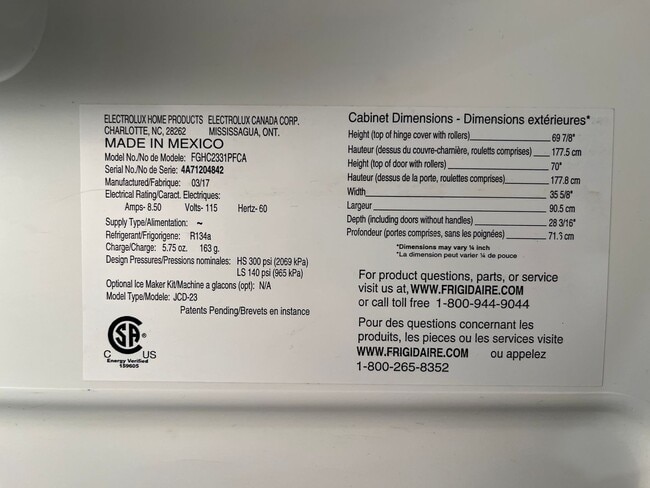 ELECTROLUX HOME PRODUCTS ELECTROLUX CANADA CORP.
CHARLOTTE, NC, 28262 MISSISSAGUA, ONT.
MADE IN MEXICO
Model No./No de Modele: FGHC2331PFCA
Serial No./No de Serie: 4A71204842
Manufactured/Fabrique: 03/17
Electrical Rating/Caract. Electriques:
Amps- 8.50 Volts- 115 Hertz- 60
Supply Type/Alimentation: ~
Refrigerant/Frigorigene: R134a
Charge/Charge: 5.75 oz. 163 g.
Design Pressures/Pressions nominales: HS 300 psi (2069 kPa)
LS 140 psi (965 kPa)
Optional Ice Maker Kit/Machine a glacons (opt): N/A
Model Type/Modele: JCD-23
Patents Pending/Brevets en instance
SA
C US
Energy Verified
159605
Cabinet Dimensions - Dimensions extérieures*
Height (top of hinge cover with rollers) 69 7/8"
Hauteur (dessus du couvre-charnière, roulettes comprises) 177.5 cm
Height (top of door with rollers) 70"
Hauteur (dessus de la porte, roulettes comprises) 177.8 cm
Width 35 5/8"
Largeur 90.5 cm
Depth (including doors without handles) 28 3/16"
Profondeur (portes comprises, sans les poignées) 71.3 cm
*Dimensions may vary ¼ inch
*La dimension peut varier ¼ de pouce
For product questions, parts, or service
visit us at, WWW.FRIGIDAIRE.COM
or call toll free 1-800-944-9044
Pour des questions concernant les
produits, les pieces ou les services visite
WWW.FRIGIDAIRE.COM ou appelez
1-800-265-8352